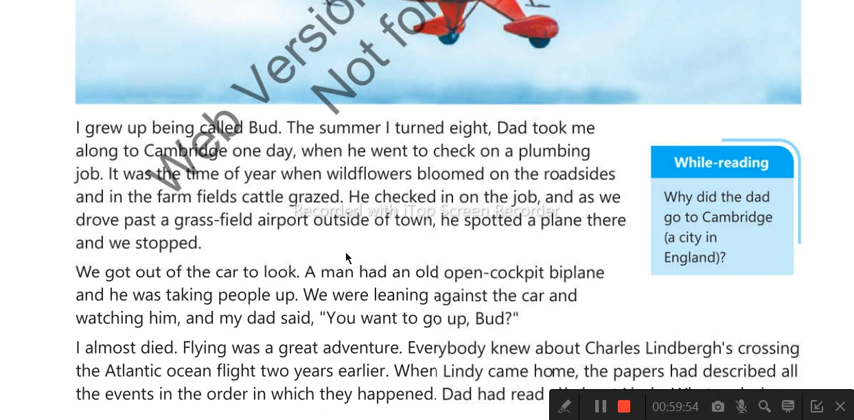 Web Version
Not for
I grew up being called Bud. The summer I turned eight, Dad took me
along to Cambridge one day, when he went to check on a plumbing
job. It was the time of year when wildflowers bloomed on the roadsides
and in the farm fields cattle grazed. He checked in on the job, and as we
drove past a grass-field airport outside of town, he spotted a plane there
and we stopped.
Recorded with iTop Screen Recorder
While-reading
Why did the dad
go to Cambridge
(a city in
England)?
We got out of the car to look. A man had an old open-cockpit biplane
and he was taking people up. We were leaning against the car and
watching him, and my dad said, "You want to go up, Bud?"
I almost died. Flying was a great adventure. Everybody knew about Charles Lindbergh's crossing
the Atlantic ocean flight two years earlier. When Lindy came home, the papers had described all
the events in the order in which they happened. Dad had read
00:59:54